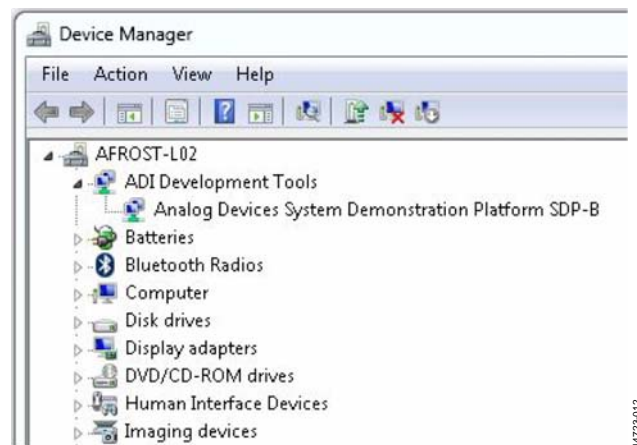 Device Manager
File Action View Help
AFROST-L02
ADI Development Tools
Analog Devices System Demonstration Platform SDP-B
Batteries
Bluetooth Radios
Computer
Disk drives
Display adapters
DVD/CD-ROM drives
Human Interface Devices
Imaging devices